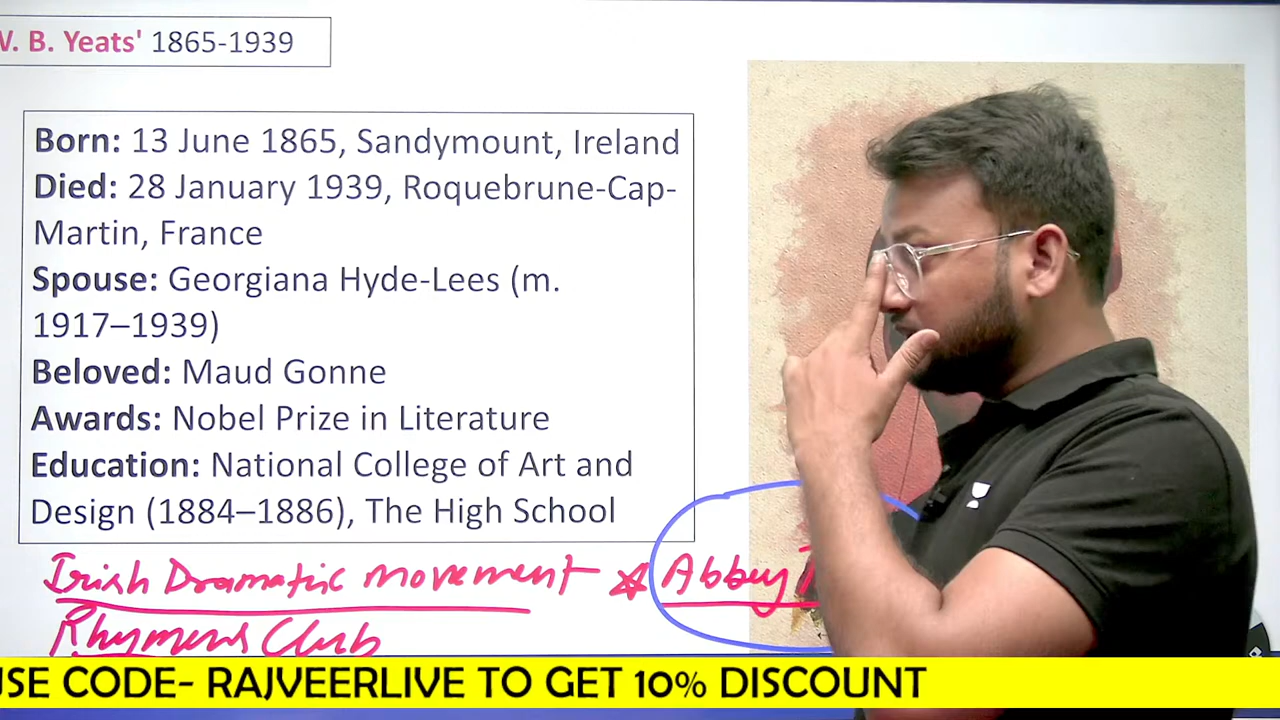 W. B. Yeats' 1865-1939
Born: 13 June 1865, Sandymount, Ireland
Died: 28 January 1939, Roquebrune-Cap-
Martin, France
Spouse: Georgiana Hyde-Lees (m.
1917–1939)
Beloved: Maud Gonne
Awards: Nobel Prize in Literature
Education: National College of Art and
Design (1884–1886), The High School
Irish Dramatic movement Abbey
Rhymers Club
USE CODE- RAJVEERLIVE TO GET 10% DISCOUNT